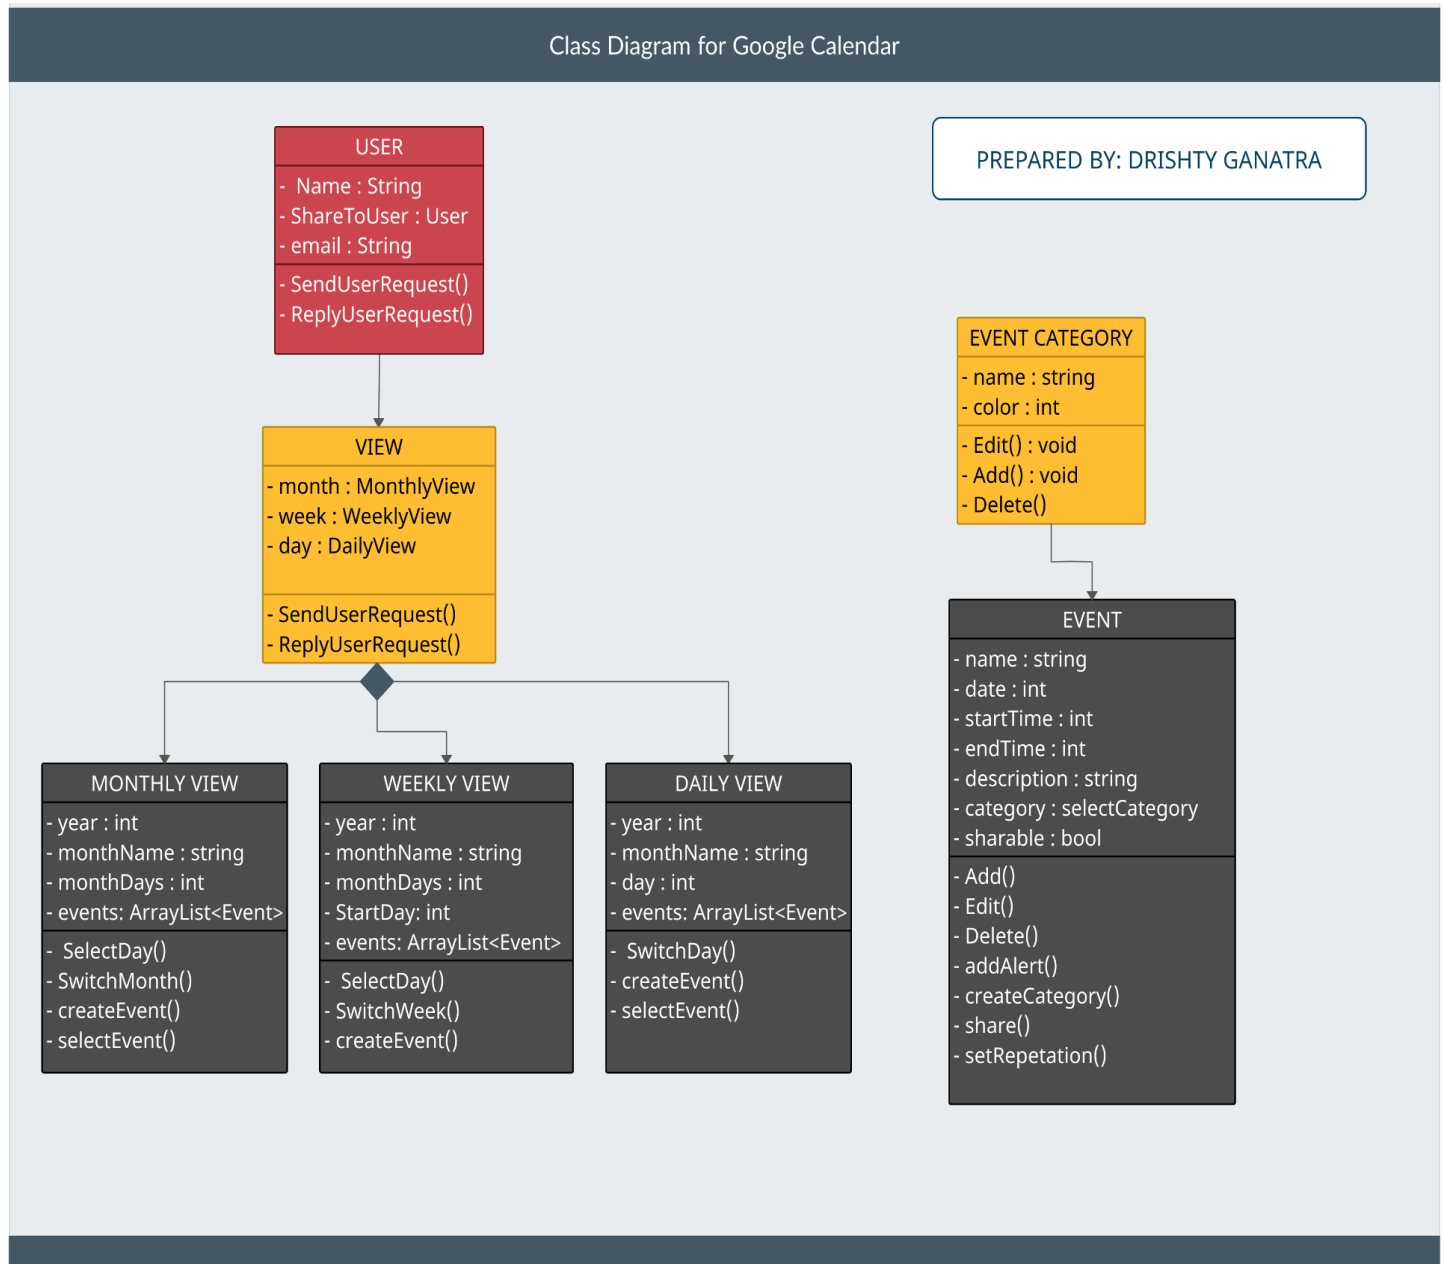 Class Diagram for Google Calendar
PREPARED BY: DRISHTY GANATRA
USER
- Name : String
- ShareToUser : User
- email : String
- SendUserRequest()
- ReplyUserRequest()
VIEW
- month : MonthlyView
- week : WeeklyView
- day : DailyView
- SendUserRequest()
- ReplyUserRequest()
MONTHLY VIEW
- year : int
- monthName : string
- monthDays : int
- events: ArrayList<Event>
- SelectDay()
- SwitchMonth()
- createEvent()
- selectEvent()
WEEKLY VIEW
- year : int
- monthName : string
- monthDays : int
- StartDay: int
- events: ArrayList<Event>
- SelectDay()
- SwitchWeek()
- createEvent()
DAILY VIEW
- year : int
- monthName : string
- day : int
- events: ArrayList<Event>
- SwitchDay()
- createEvent()
- selectEvent()
EVENT CATEGORY
- name : string
- color : int
- Edit() : void
- Add() : void
- Delete()
EVENT
- name : string
- date : int
- startTime : int
- endTime : int
- description : string
- category : selectCategory
- sharable : bool
- Add()
- Edit()
- Delete()
- addAlert()
- createCategory()
- share()
- setRepetation()